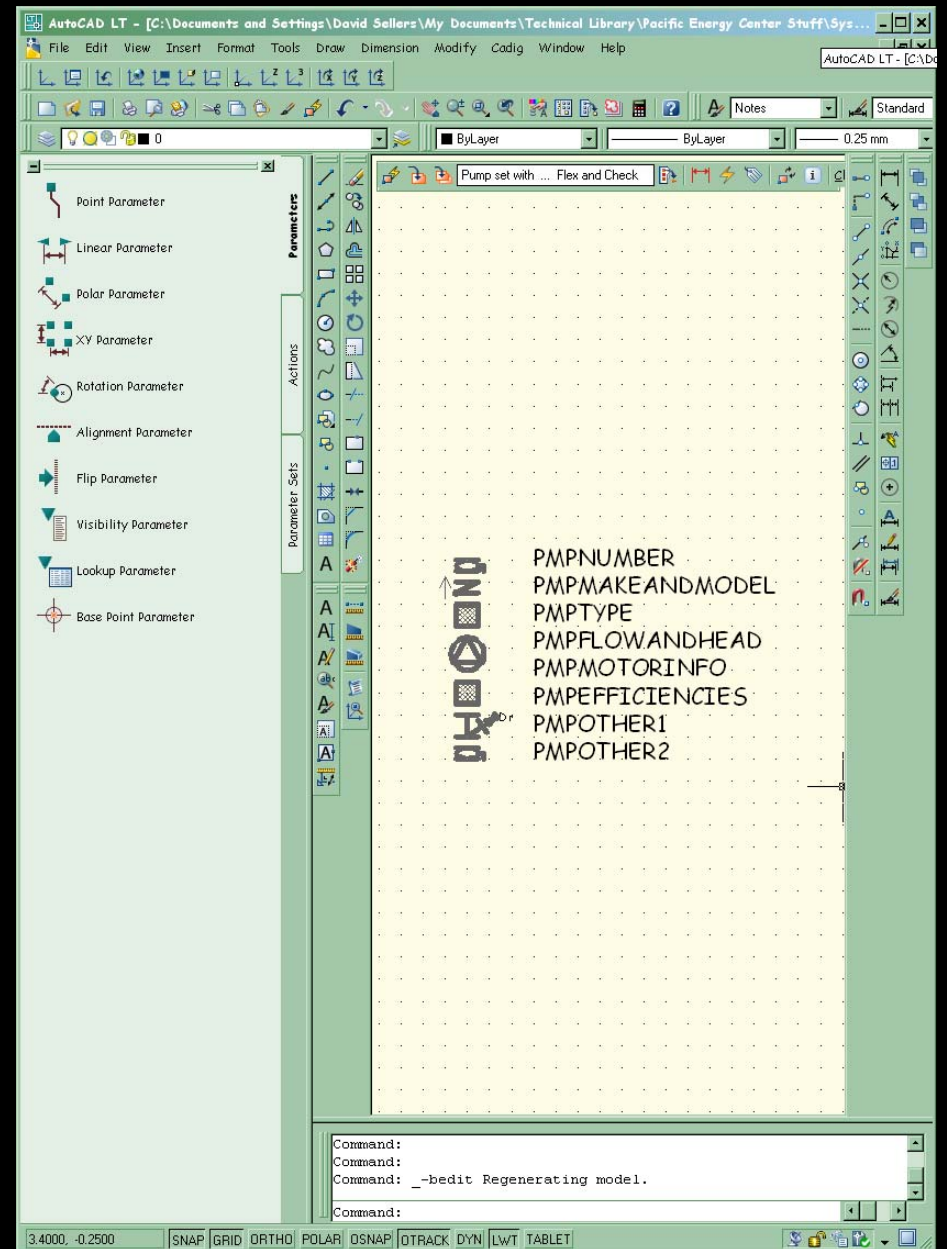 AutoCAD LT - [C:\Documents and Settings\David Sellers\My Documents\Technical Library\Pacific Energy Center Stuff\Sys...
File Edit View Insert Format Tools Draw Dimension Modify Cadig Window Help
AutoCAD LT - [C:\Do
Notes
Standard
0
ByLayer
ByLayer
0.25 mm
Point Parameter
Linear Parameter
Polar Parameter
XY Parameter
Rotation Parameter
Alignment Parameter
Flip Parameter
Visibility Parameter
Lookup Parameter
Base Point Parameter
Parameters
Actions
Parameter Sets
Pump set with ... Flex and Check
PMPNUMBER
PMPMAKEANDMODEL
PMPTYPE
PMPFLOWANDHEAD
PMPMOTORINFO
PMPEFFICIENCIES
PMPOTHER1
PMPOTHER2
Dr
Command:
Command:
Command: _-bedit Regenerating model.
Command:
3.4000, -0.2500 SNAP GRID ORTHO POLAR OSNAP OTRACK DYN LWT TABLET